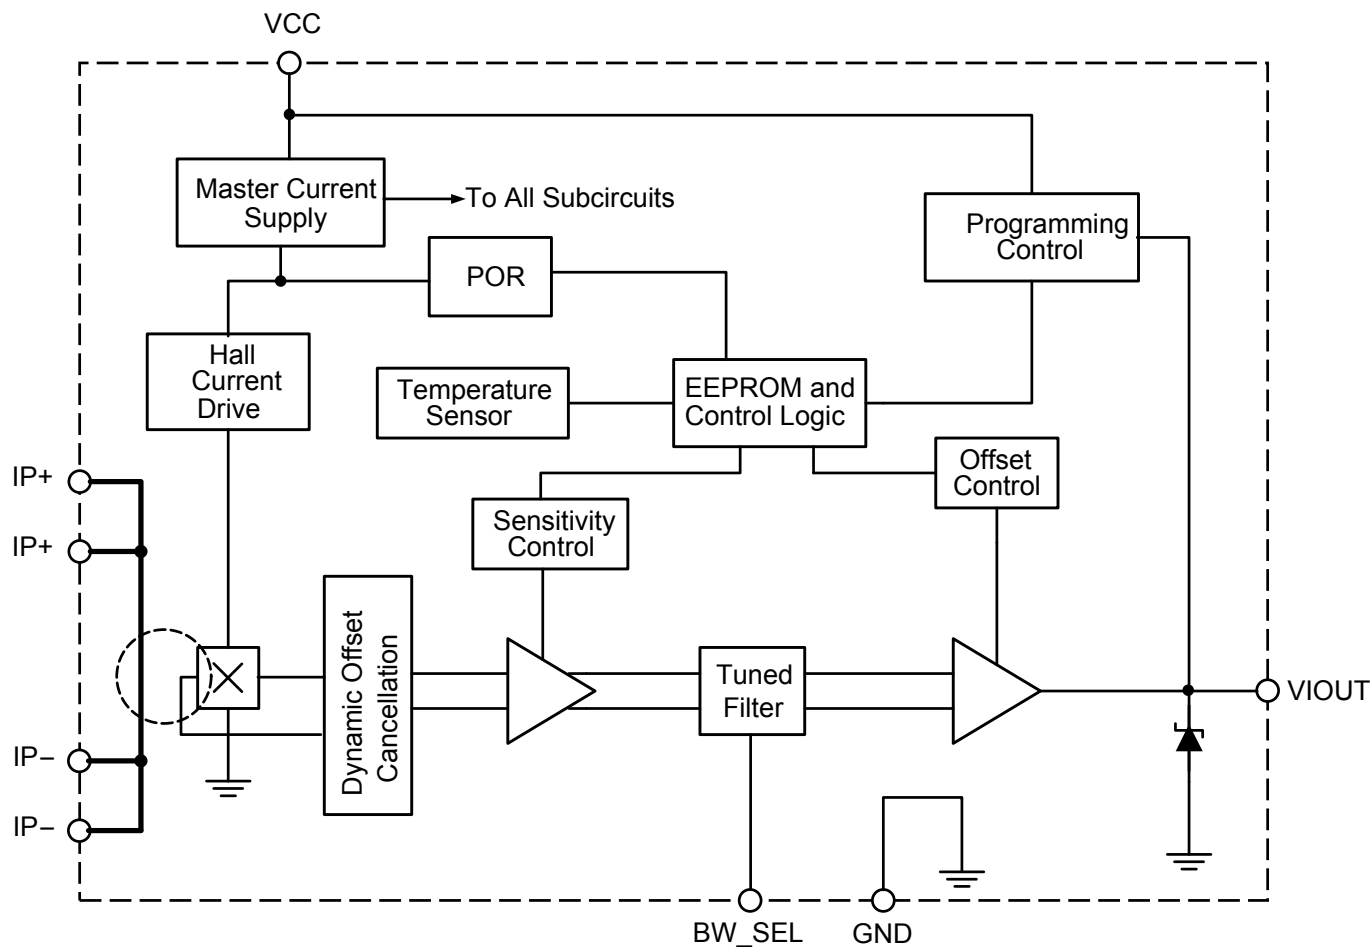 VCC
Master Current
Supply
To All Subcircuits
Programming
Control
POR
Hall
Current
Drive
Temperature
Sensor
EEPROM and
Control Logic
Offset
Control
IP+
Sensitivity
Control
IP+
Dynamic Offset
Cancellation
Tuned
Filter
VIOUT
IP–
IP–
BW_SEL
GND